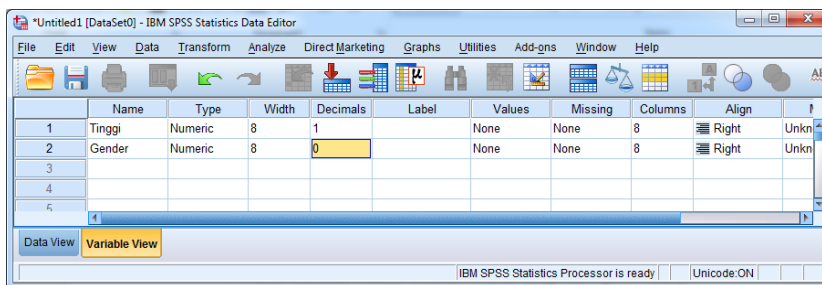 *Untitled1 [DataSet0] - IBM SPSS Statistics Data Editor
File Edit View Data Transform Analyze Direct Marketing Graphs Utilities Add-ons Window Help
Name Type Width Decimals Label Values Missing Columns Align
1 Tinggi Numeric 8 1 None None 8 Right Unkn
2 Gender Numeric 8 0 None None 8 Right Unkn
3
4
5
Data View Variable View
IBM SPSS Statistics Processor is ready Unicode:ON